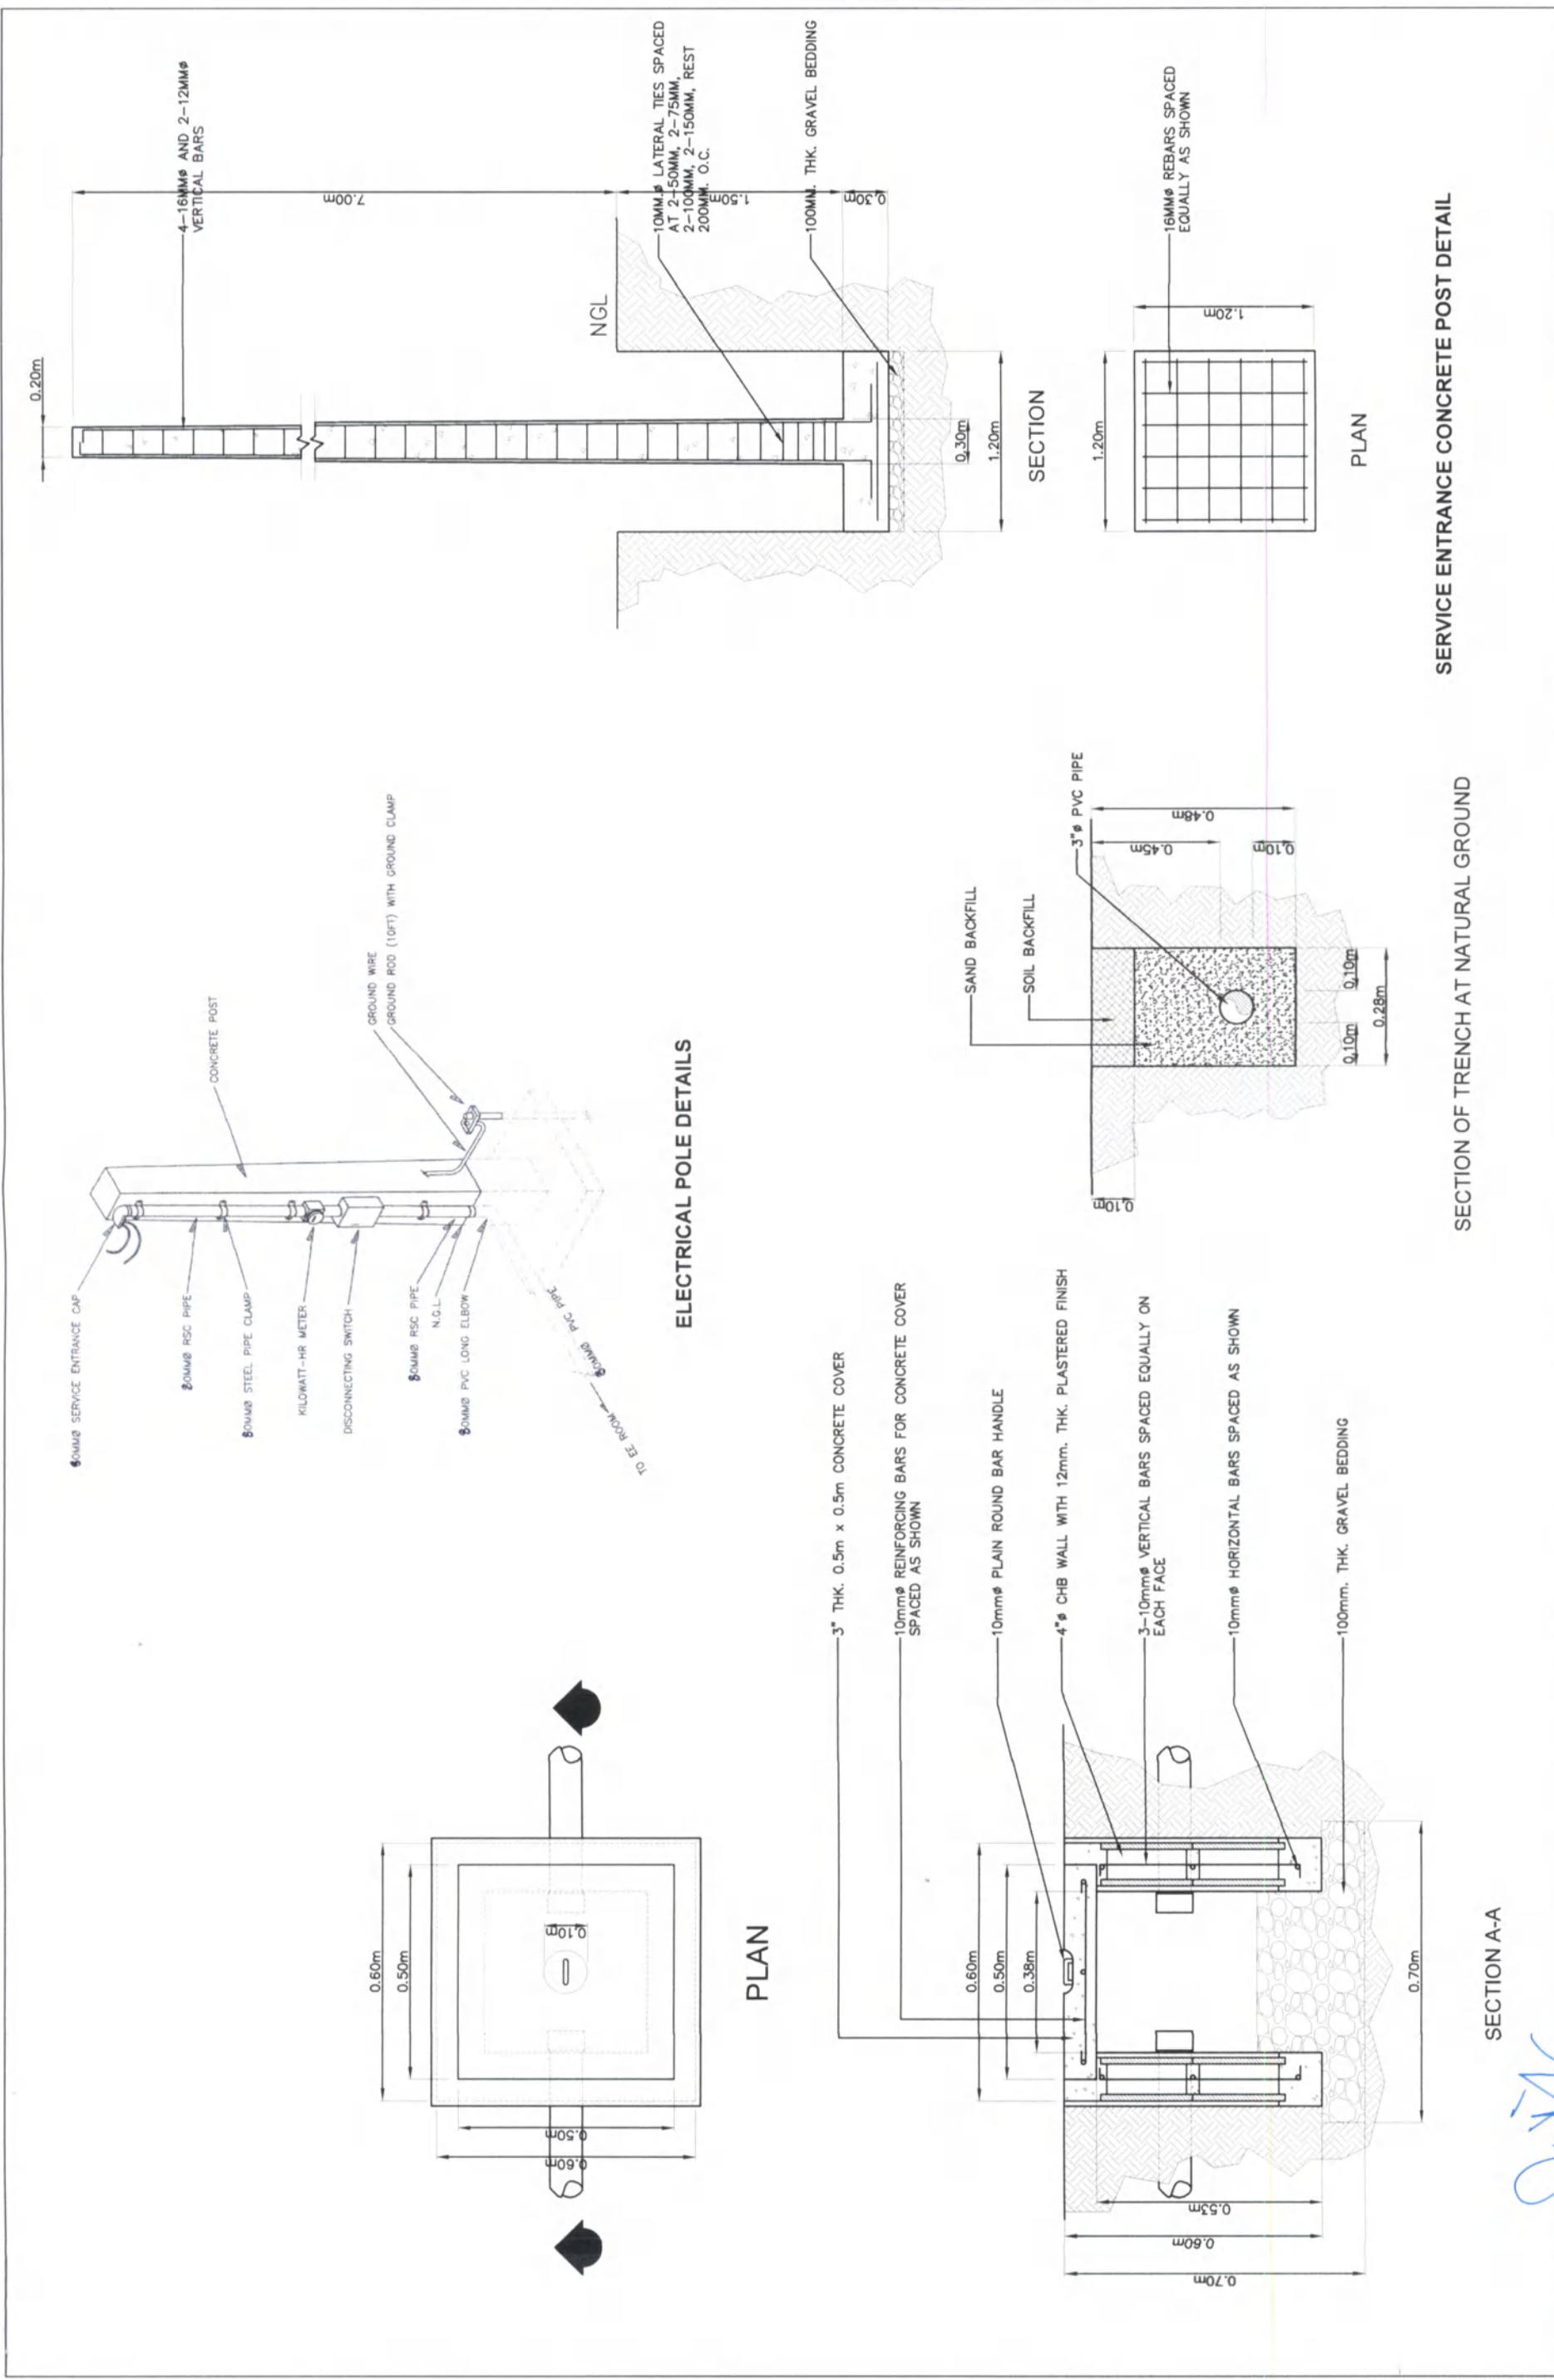 0.60m
0.50m
0.10m
0.50m
0.60m
PLAN
80MMØ SERVICE ENTRANCE CAP
80MMØ RSC PIPE
80MMØ STEEL PIPE CLAMP
KILOWATT-HR METER
DISCONNECTING SWITCH
80MMØ RSC PIPE
N.G.L
80MMØ PVC LONG ELBOW
TO EE ROOM
80MMØ PVC PIPE
CONCRETE POST
GROUND WIRE
GROUND ROD (10FT) WITH GROUND CLAMP
ELECTRICAL POLE DETAILS
0.20m
4-16MMØ AND 2-12MMØ
VERTICAL BARS
7.00m
NGL
10MM.Ø LATERAL TIES SPACED
AT 2-50MM, 2-75MM,
2-100MM, 2-150MM, REST
200MM. O.C.
1.50m
0.30m
100MM. THK. GRAVEL BEDDING
0.30m
1.20m
SECTION
1.20m
1.20m
16MMØ REBARS SPACED
EQUALLY AS SHOWN
PLAN
SERVICE ENTRANCE CONCRETE POST DETAIL
3" THK. 0.5m x 0.5m CONCRETE COVER
10mmØ REINFORCING BARS FOR CONCRETE COVER
SPACED AS SHOWN
10mmØ PLAIN ROUND BAR HANDLE
4"Ø CHB WALL WITH 12mm. THK. PLASTERED FINISH
3-10mmØ VERTICAL BARS SPACED EQUALLY ON
EACH FACE
10mmØ HORIZONTAL BARS SPACED AS SHOWN
100mm. THK. GRAVEL BEDDING
0.60m
0.50m
0.38m
0.53m
0.60m
0.70m
0.70m
SECTION A-A
SAND BACKFILL
SOIL BACKFILL
3"Ø PVC PIPE
0.10m
0.45m
0.48m
0.10m
0.10m
0.10m
0.28m
SECTION OF TRENCH AT NATURAL GROUND